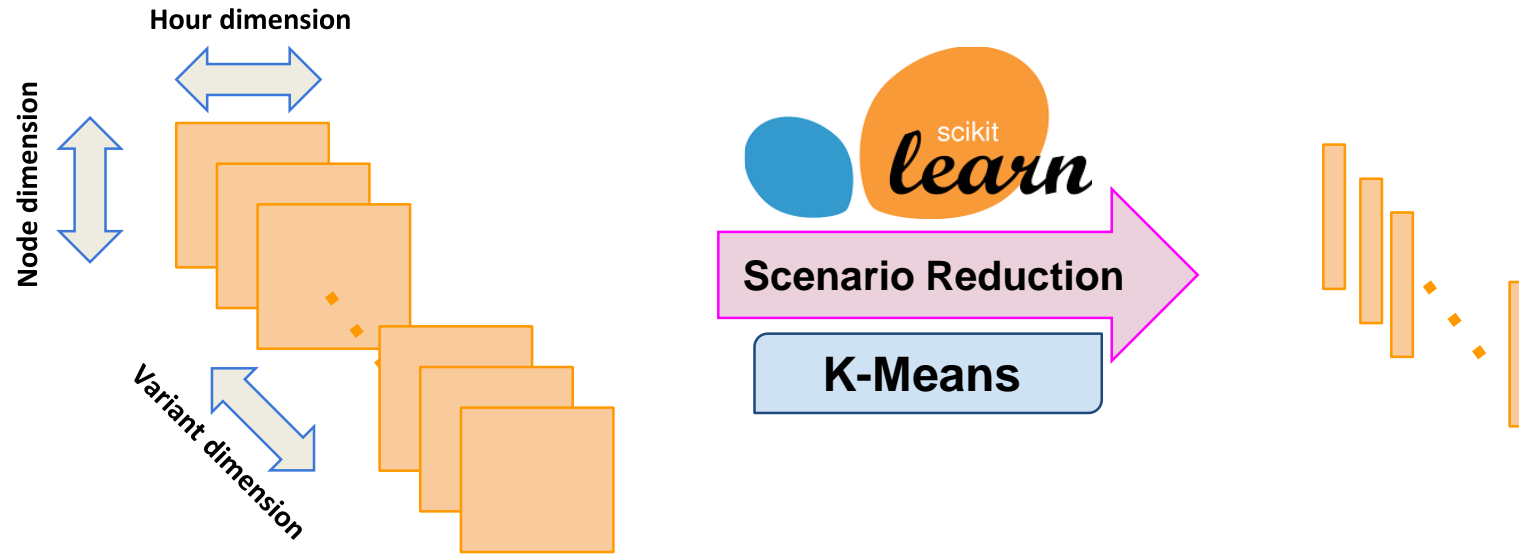 Hour dimension
Node dimension
Variant dimension
scikit
learn
Scenario Reduction
K-Means